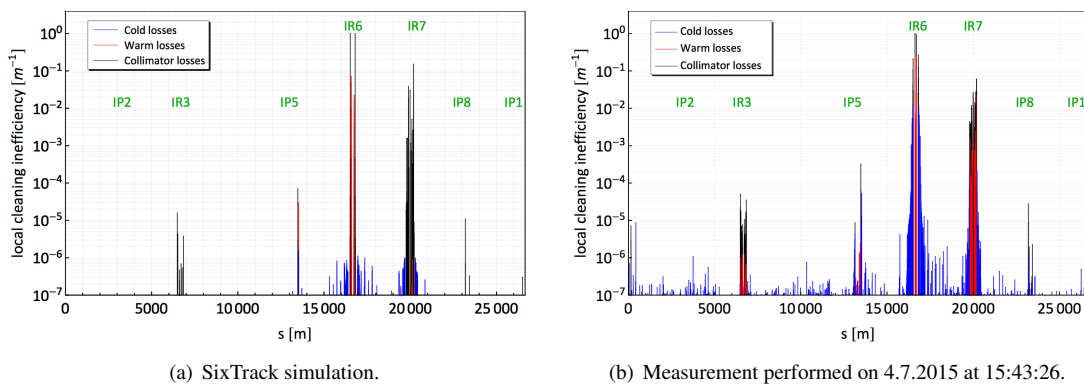 local cleaning inefficiency [m⁻¹]
Cold losses
Warm losses
Collimator losses
IR6
IR7
IP2
IR3
IP5
IP8
IP1
10⁰
10⁻¹
10⁻²
10⁻³
10⁻⁴
10⁻⁵
10⁻⁶
10⁻⁷
0 5000 10 000 15 000 20 000 25 000
s [m]
(a) SixTrack simulation.
local cleaning inefficiency [m⁻¹]
Cold losses
Warm losses
Collimator losses
IR6
IR7
IP2
IR3
IP5
IP8
IP1
10⁰
10⁻¹
10⁻²
10⁻³
10⁻⁴
10⁻⁵
10⁻⁶
10⁻⁷
0 5000 10 000 15 000 20 000 25 000
s [m]
(b) Measurement performed on 4.7.2015 at 15:43:26.